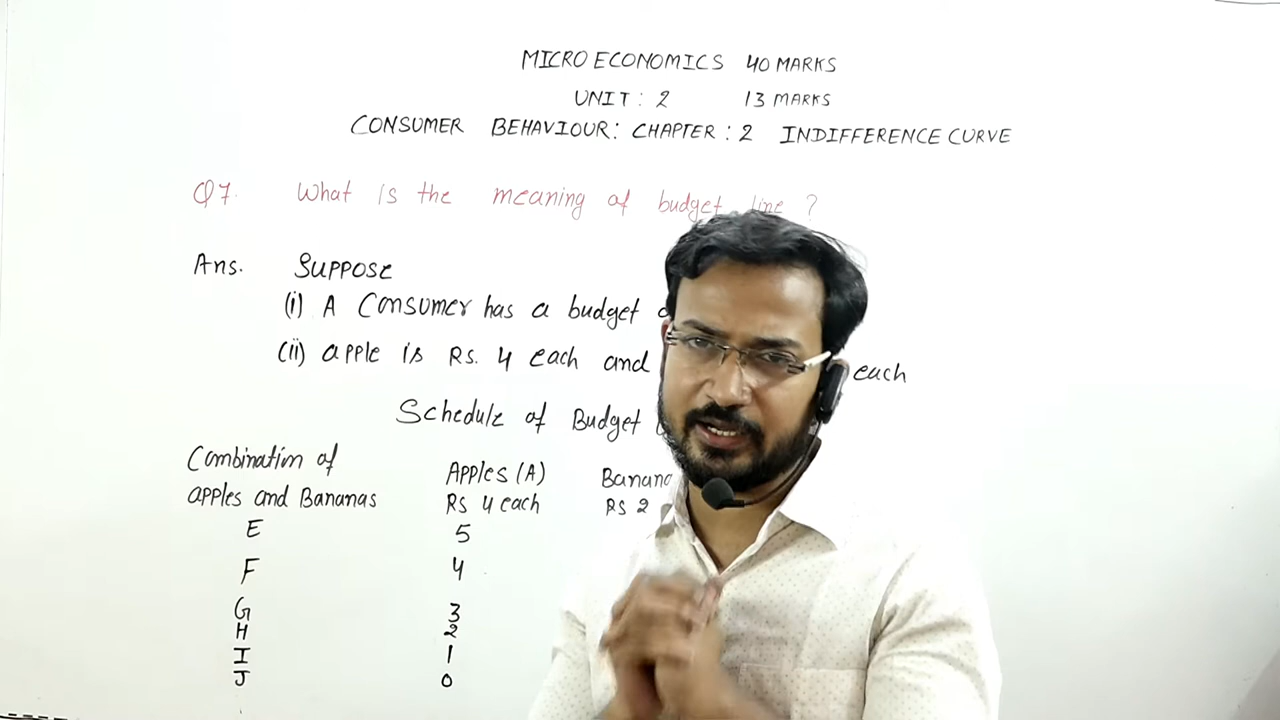 MICRO ECONOMICS 40 MARKS
UNIT: 2 13 MARKS
CONSUMER BEHAVIOUR: CHAPTER: 2 INDIFFERENCE CURVE
Q7. What is the meaning of budget line ?
Ans. SUPPOSE
(i) A Consumer has a budget
(ii) apple is Rs. 4 each and each
Schedule of Budget
Combination of apples and Bananas Apples (A) Rs 4 each RS 2
E 5
F 4
G 3
H 2
I 1
J 0